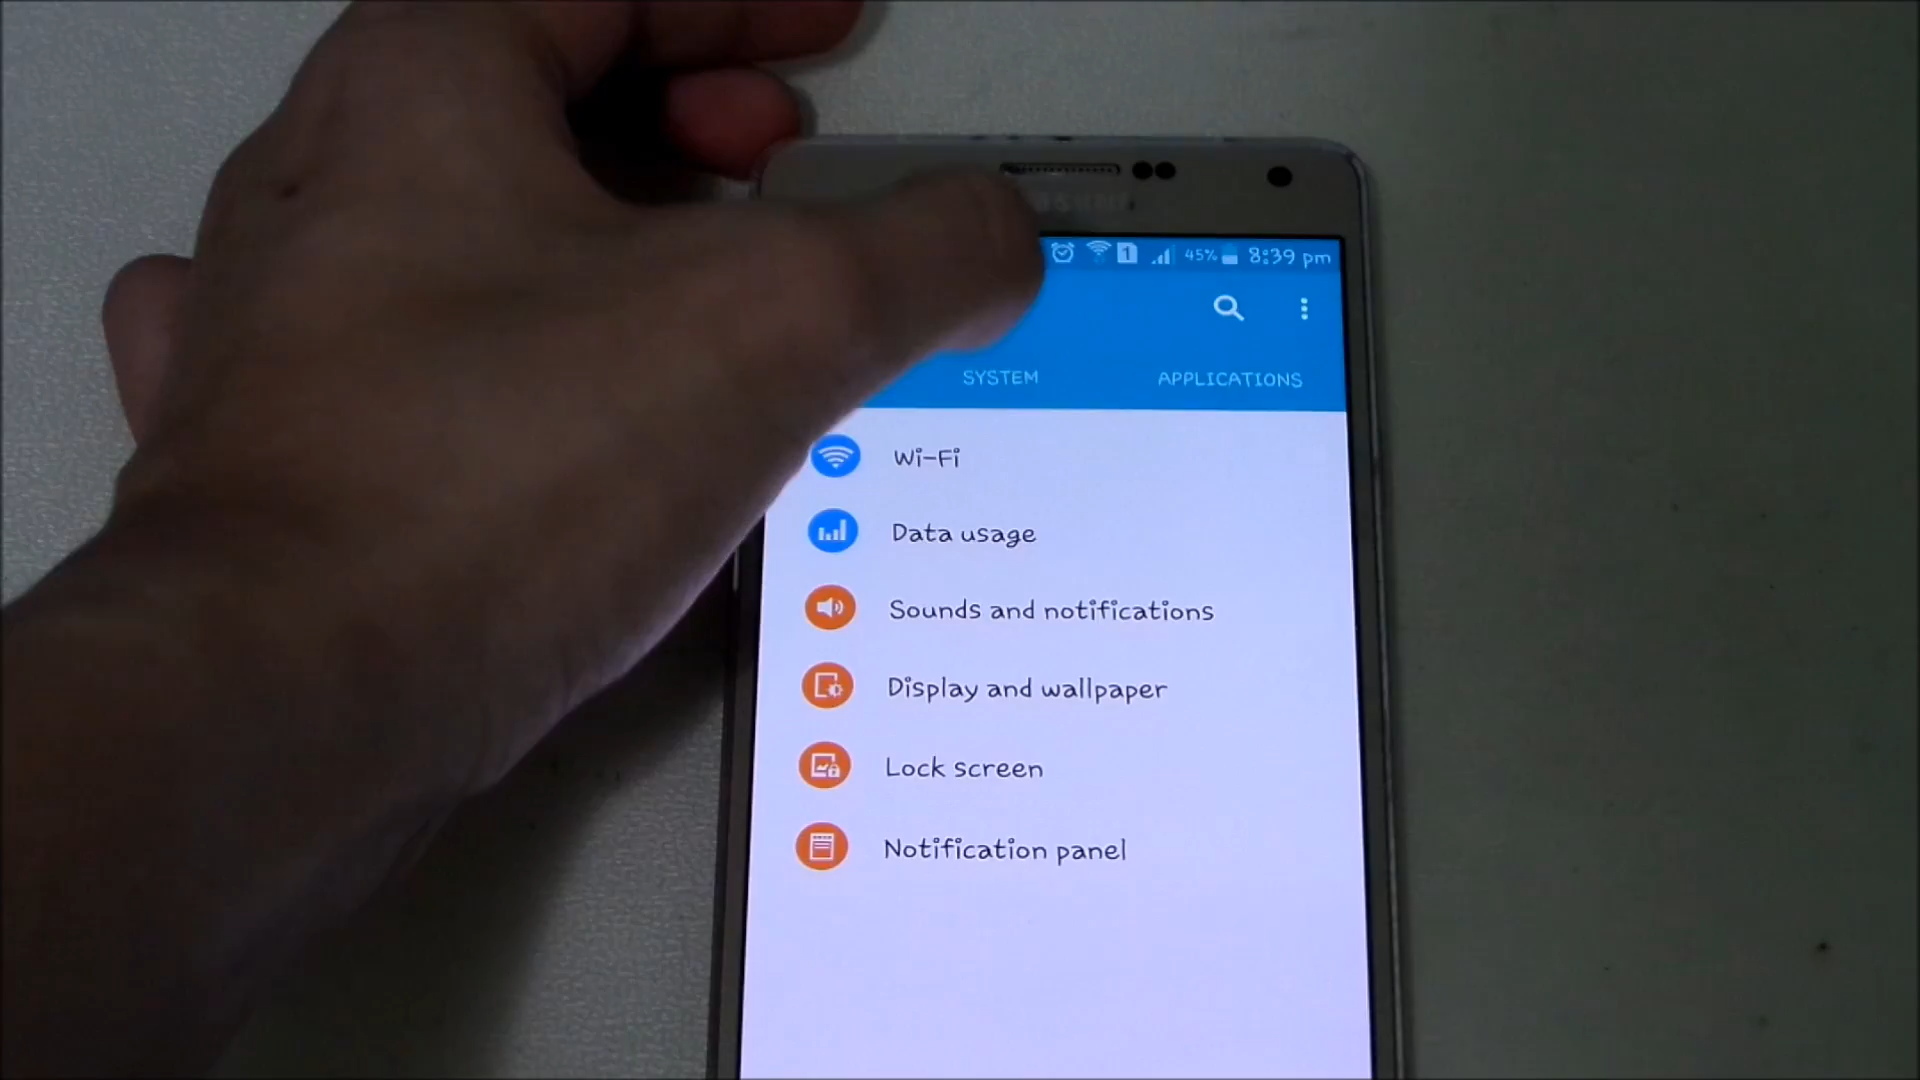 1 45% 8:39 pm
SYSTEM APPLICATIONS
Wi-Fi
Data usage
Sounds and notifications
Display and wallpaper
Lock screen
Notification panel